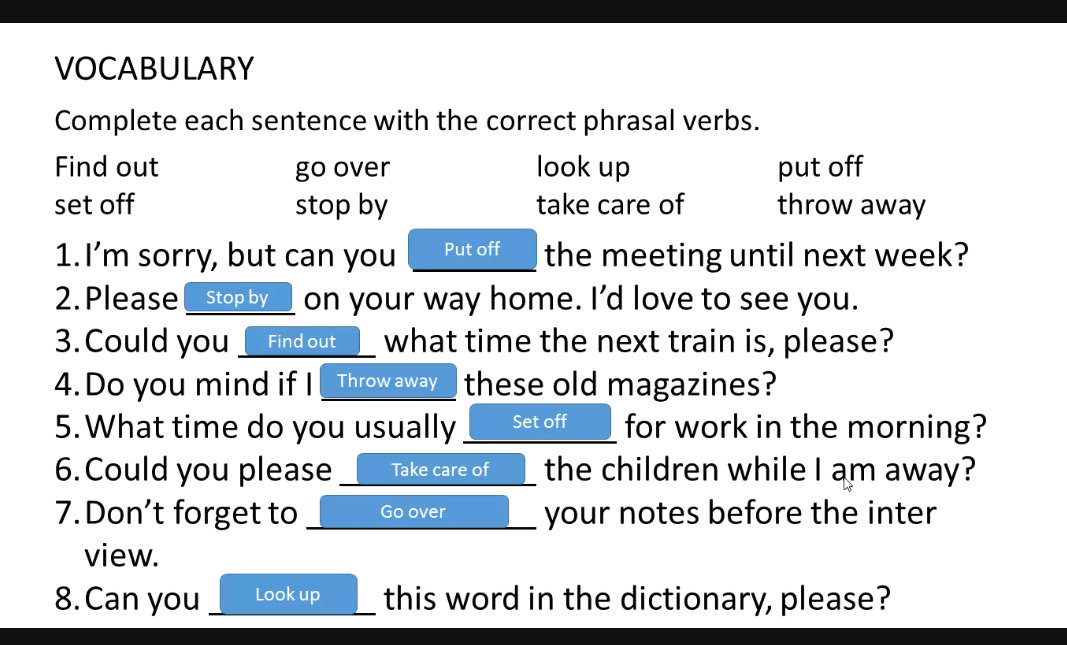 VOCABULARY
Complete each sentence with the correct phrasal verbs.
Find out go over look up put off
set off stop by take care of throw away
1. I’m sorry, but can you Put off the meeting until next week?
2. Please Stop by on your way home. I’d love to see you.
3. Could you Find out what time the next train is, please?
4. Do you mind if I Throw away these old magazines?
5. What time do you usually Set off for work in the morning?
6. Could you please Take care of the children while I am away?
7. Don’t forget to Go over your notes before the inter
view.
8. Can you Look up this word in the dictionary, please?